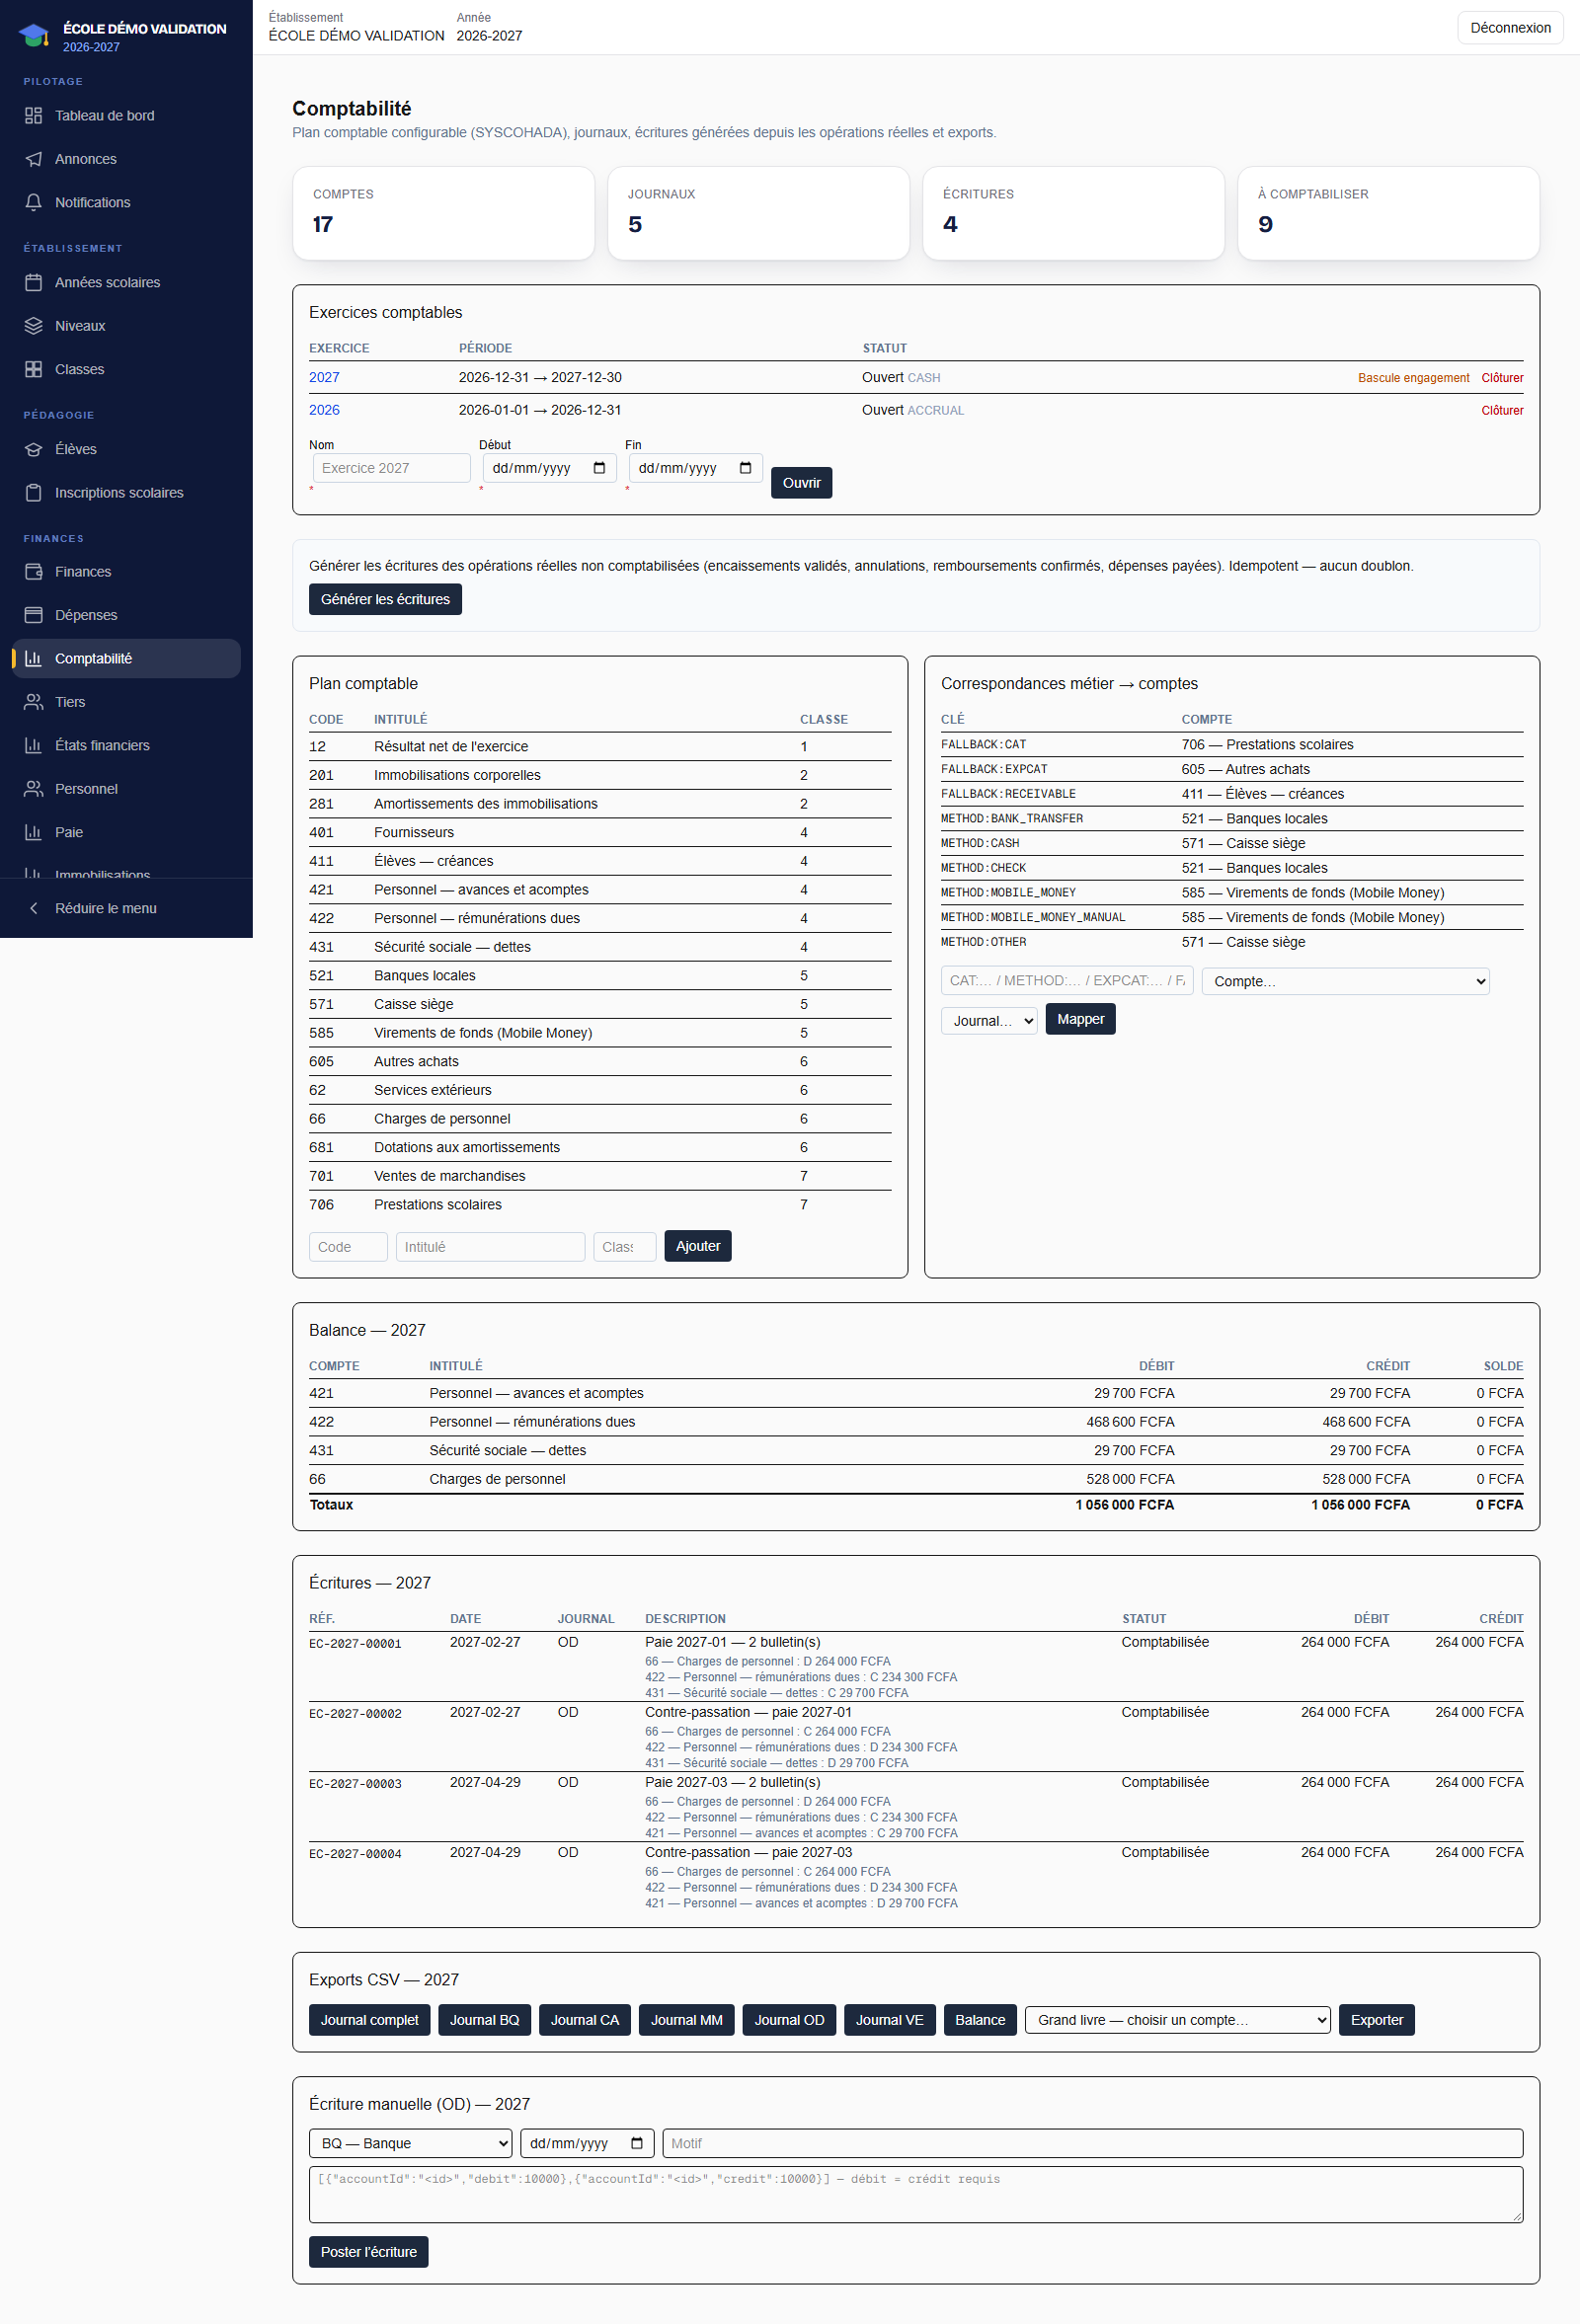 ÉCOLE DÉMO VALIDATION
2026-2027
PILOTAGE
Tableau de bord
Annonces
Notifications
ÉTABLISSEMENT
Années scolaires
Niveaux
Classes
PÉDAGOGIE
Élèves
Inscriptions scolaires
FINANCES
Finances
Dépenses
Comptabilité
Tiers
États financiers
Personnel
Paie
Immobilisations
Réduire le menu
Établissement Année
ÉCOLE DÉMO VALIDATION 2026-2027
Déconnexion
Comptabilité
Plan comptable configurable (SYSCOHADA), journaux, écritures générées depuis les opérations réelles et exports.
COMPTES
17
JOURNAUX
5
ÉCRITURES
4
À COMPTABILISER
9
Exercices comptables
EXERCICE PÉRIODE STATUT
2027 2026-12-31 → 2027-12-30 Ouvert CASH Bascule engagement Clôturer
2026 2026-01-01 → 2026-12-31 Ouvert ACCRUAL Clôturer
Nom Début Fin
Exercice 2027 dd/mm/yyyy dd/mm/yyyy Ouvrir
* * *
Générer les écritures des opérations réelles non comptabilisées (encaissements validés, annulations, remboursements confirmés, dépenses payées). Idempotent — aucun doublon.
Générer les écritures
Plan comptable
CODE INTITULÉ CLASSE
12 Résultat net de l'exercice 1
201 Immobilisations corporelles 2
281 Amortissements des immobilisations 2
401 Fournisseurs 4
411 Élèves — créances 4
421 Personnel — avances et acomptes 4
422 Personnel — rémunérations dues 4
431 Sécurité sociale — dettes 4
521 Banques locales 5
571 Caisse siège 5
585 Virements de fonds (Mobile Money) 5
605 Autres achats 6
62 Services extérieurs 6
66 Charges de personnel 6
681 Dotations aux amortissements 6
701 Ventes de marchandises 7
706 Prestations scolaires 7
Code Intitulé Class Ajouter
Correspondances métier → comptes
CLÉ COMPTE
FALLBACK:CAT 706 — Prestations scolaires
FALLBACK:EXPCAT 605 — Autres achats
FALLBACK:RECEIVABLE 411 — Élèves — créances
METHOD:BANK_TRANSFER 521 — Banques locales
METHOD:CASH 571 — Caisse siège
METHOD:CHECK 521 — Banques locales
METHOD:MOBILE_MONEY 585 — Virements de fonds (Mobile Money)
METHOD:MOBILE_MONEY_MANUAL 585 — Virements de fonds (Mobile Money)
METHOD:OTHER 571 — Caisse siège
CAT:… / METHOD:… / EXPCAT:… / FA Compte…
Journal… Mapper
Balance — 2027
COMPTE INTITULÉ DÉBIT CRÉDIT SOLDE
421 Personnel — avances et acomptes 29 700 FCFA 29 700 FCFA 0 FCFA
422 Personnel — rémunérations dues 468 600 FCFA 468 600 FCFA 0 FCFA
431 Sécurité sociale — dettes 29 700 FCFA 29 700 FCFA 0 FCFA
66 Charges de personnel 528 000 FCFA 528 000 FCFA 0 FCFA
Totaux 1 056 000 FCFA 1 056 000 FCFA 0 FCFA
Écritures — 2027
RÉF. DATE JOURNAL DESCRIPTION STATUT DÉBIT CRÉDIT
EC-2027-00001 2027-02-27 OD Paie 2027-01 — 2 bulletin(s) Comptabilisée 264 000 FCFA 264 000 FCFA
66 — Charges de personnel : D 264 000 FCFA
422 — Personnel — rémunérations dues : C 234 300 FCFA
431 — Sécurité sociale — dettes : C 29 700 FCFA
EC-2027-00002 2027-02-27 OD Contre-passation — paie 2027-01 Comptabilisée 264 000 FCFA 264 000 FCFA
66 — Charges de personnel : C 264 000 FCFA
422 — Personnel — rémunérations dues : D 234 300 FCFA
431 — Sécurité sociale — dettes : D 29 700 FCFA
EC-2027-00003 2027-04-29 OD Paie 2027-03 — 2 bulletin(s) Comptabilisée 264 000 FCFA 264 000 FCFA
66 — Charges de personnel : D 264 000 FCFA
422 — Personnel — rémunérations dues : C 234 300 FCFA
421 — Personnel — avances et acomptes : C 29 700 FCFA
EC-2027-00004 2027-04-29 OD Contre-passation — paie 2027-03 Comptabilisée 264 000 FCFA 264 000 FCFA
66 — Charges de personnel : C 264 000 FCFA
422 — Personnel — rémunérations dues : D 234 300 FCFA
421 — Personnel — avances et acomptes : D 29 700 FCFA
Exports CSV — 2027
Journal complet Journal BQ Journal CA Journal MM Journal OD Journal VE Balance Grand livre — choisir un compte… Exporter
Écriture manuelle (OD) — 2027
BQ — Banque dd/mm/yyyy Motif
[{"accountId":"<id>","debit":10000},{"accountId":"<id>","credit":10000}] — débit = crédit requis
Poster l'écriture